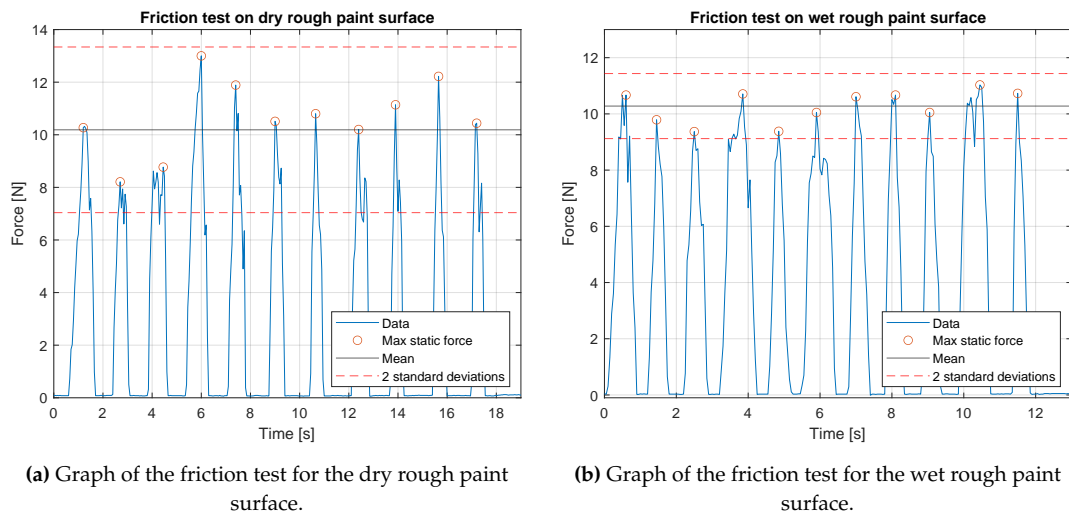 Friction test on dry rough paint surface
14
12
10
8
6
4
2
0
Force [N]
Data
Max static force
Mean
2 standard deviations
0 2 4 6 8 10 12 14 16 18
Time [s]
(a) Graph of the friction test for the dry rough paint
surface.
Friction test on wet rough paint surface
12
10
8
6
4
2
0
Force [N]
Data
Max static force
Mean
2 standard deviations
0 2 4 6 8 10 12
Time [s]
(b) Graph of the friction test for the wet rough paint
surface.